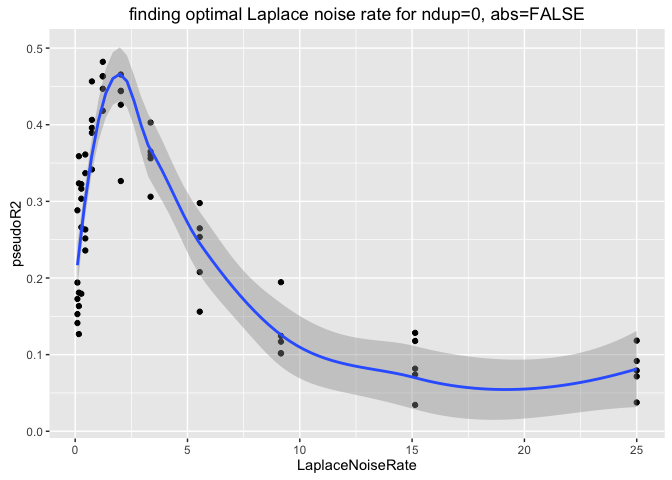 finding optimal Laplace noise rate for ndup=0, abs=FALSE
0.5
0.4
0.3
0.2
0.1
0.0
pseudoR2
0 5 10 15 20 25
LaplaceNoiseRate